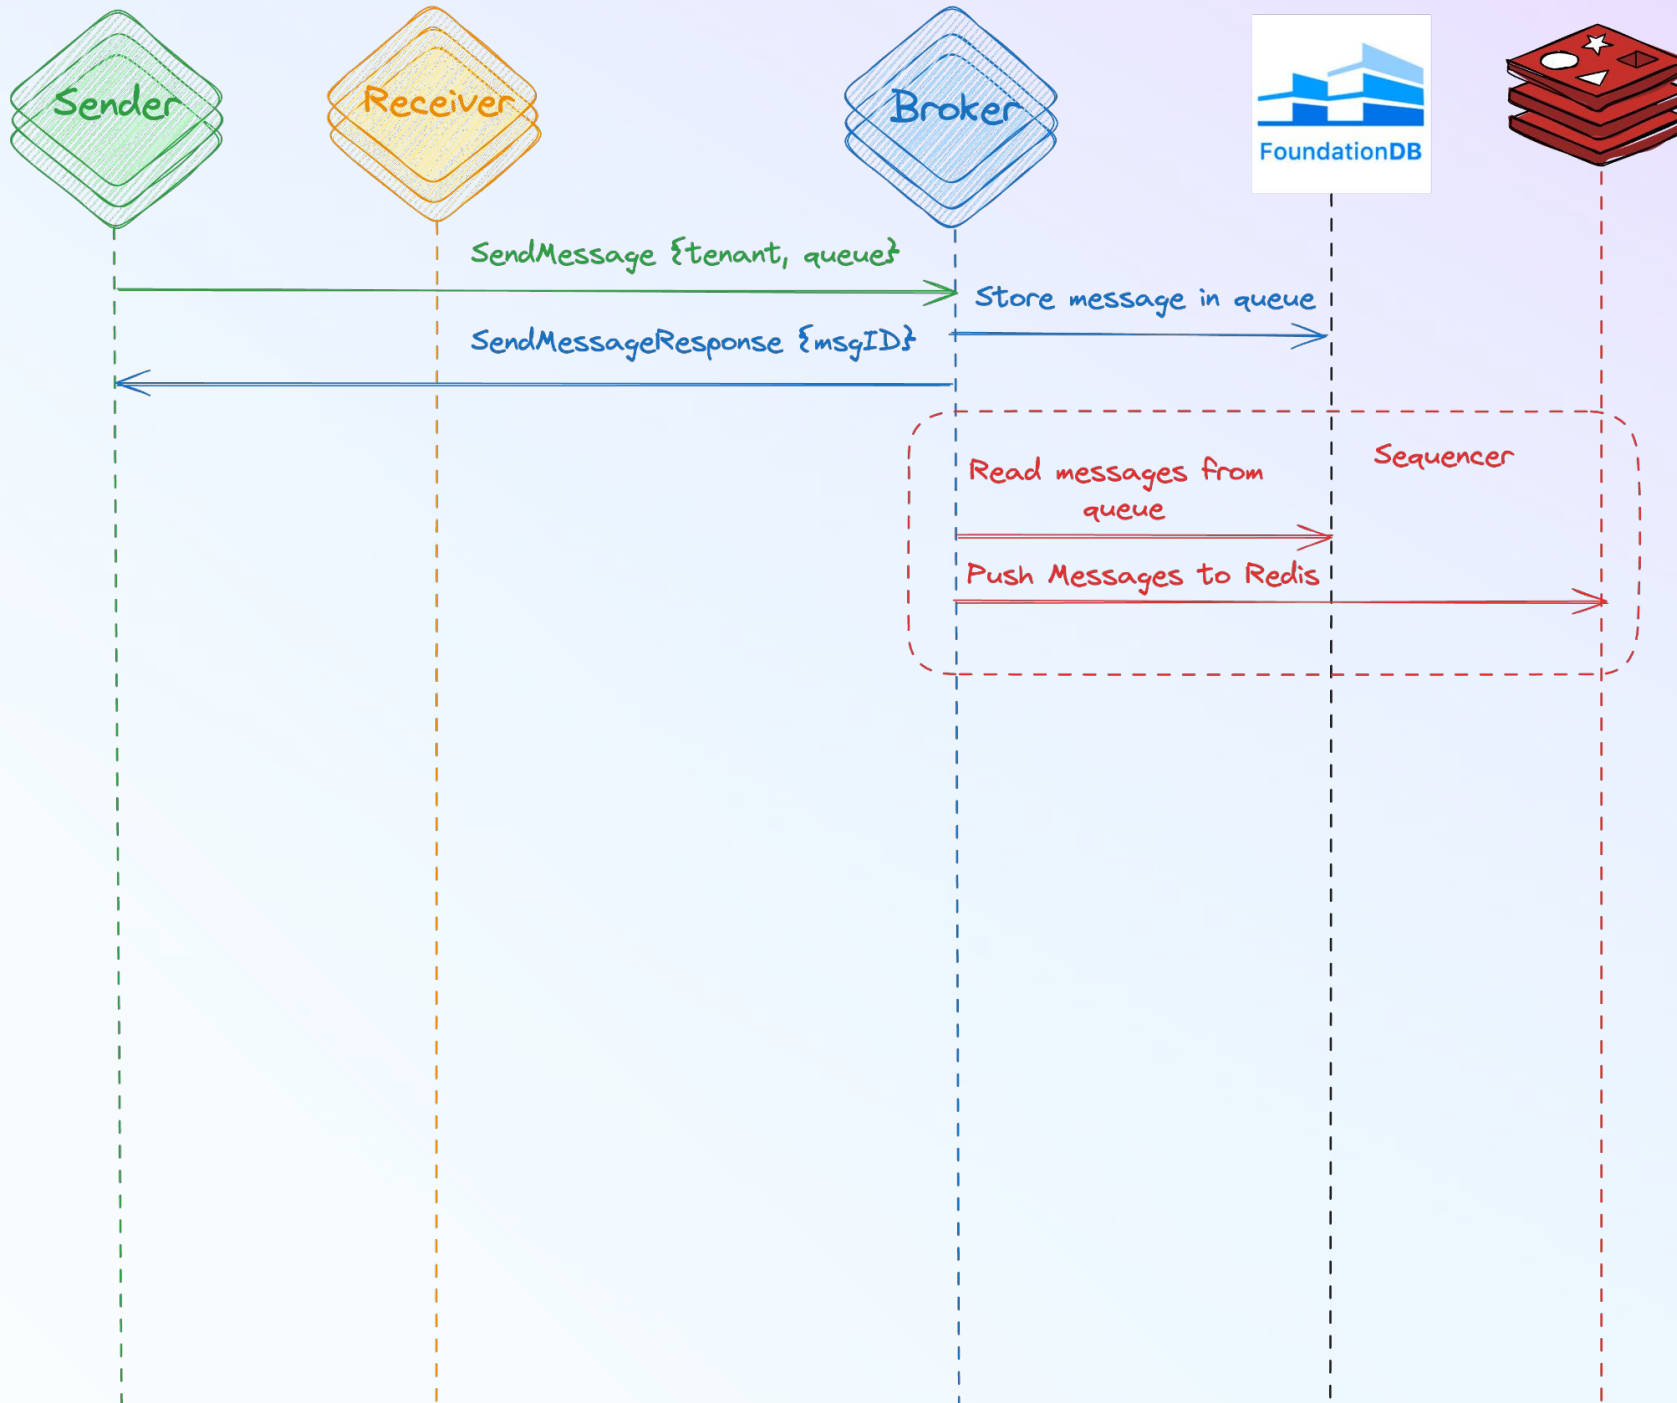 Sender
Receiver
Broker
FoundationDB
SendMessage {tenant, queue}
Store message in queue
SendMessageResponse {msgID}
Sequencer
Read messages from
queue
Push Messages to Redis